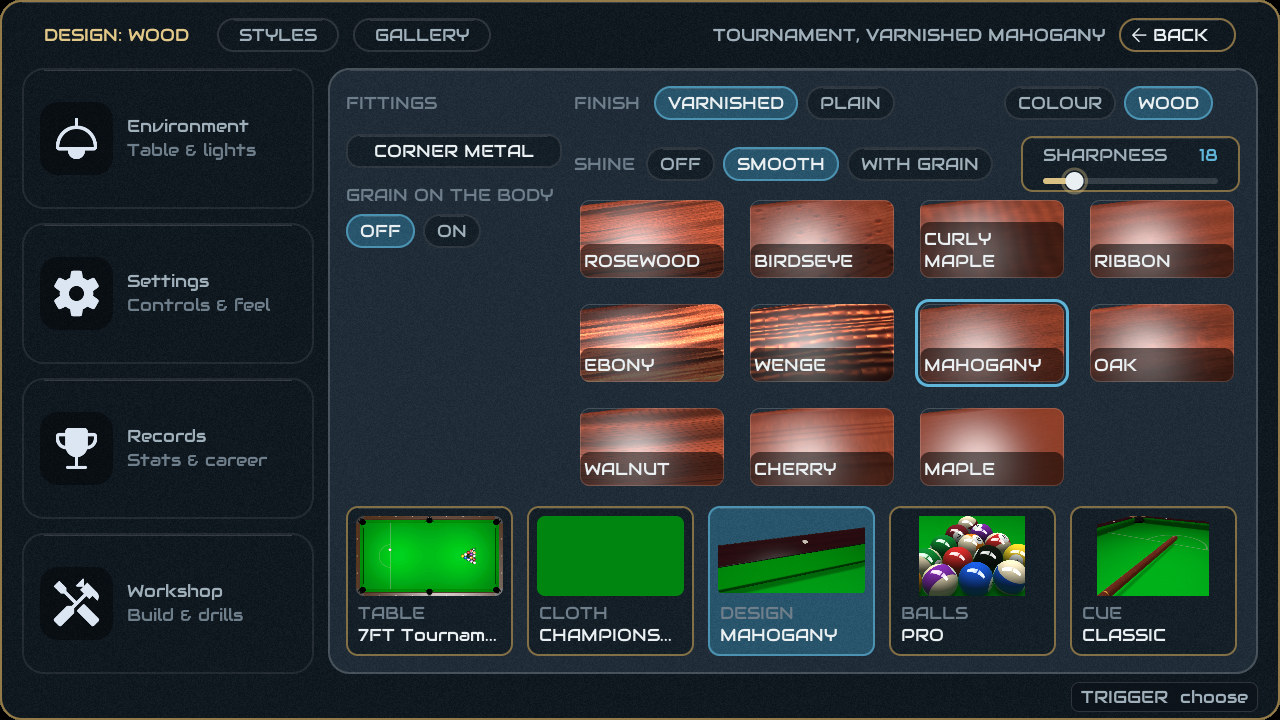 DESIGN: WOOD
STYLES
GALLERY
TOURNAMENT, VARNISHED MAHOGANY
← BACK
Environment
Table & lights
Settings
Controls & feel
Records
Stats & career
Workshop
Build & drills
FITTINGS
CORNER METAL
GRAIN ON THE BODY
OFF
ON
FINISH
VARNISHED
PLAIN
COLOUR
WOOD
SHINE
OFF
SMOOTH
WITH GRAIN
SHARPNESS 18
ROSEWOOD
BIRDSEYE
CURLY
MAPLE
RIBBON
EBONY
WENGE
MAHOGANY
OAK
WALNUT
CHERRY
MAPLE
TABLE
7FT Tournam...
CLOTH
CHAMPIONS...
DESIGN
MAHOGANY
BALLS
PRO
CUE
CLASSIC
TRIGGER choose